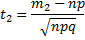 t₂ = (m₂ − np) / √(npq)